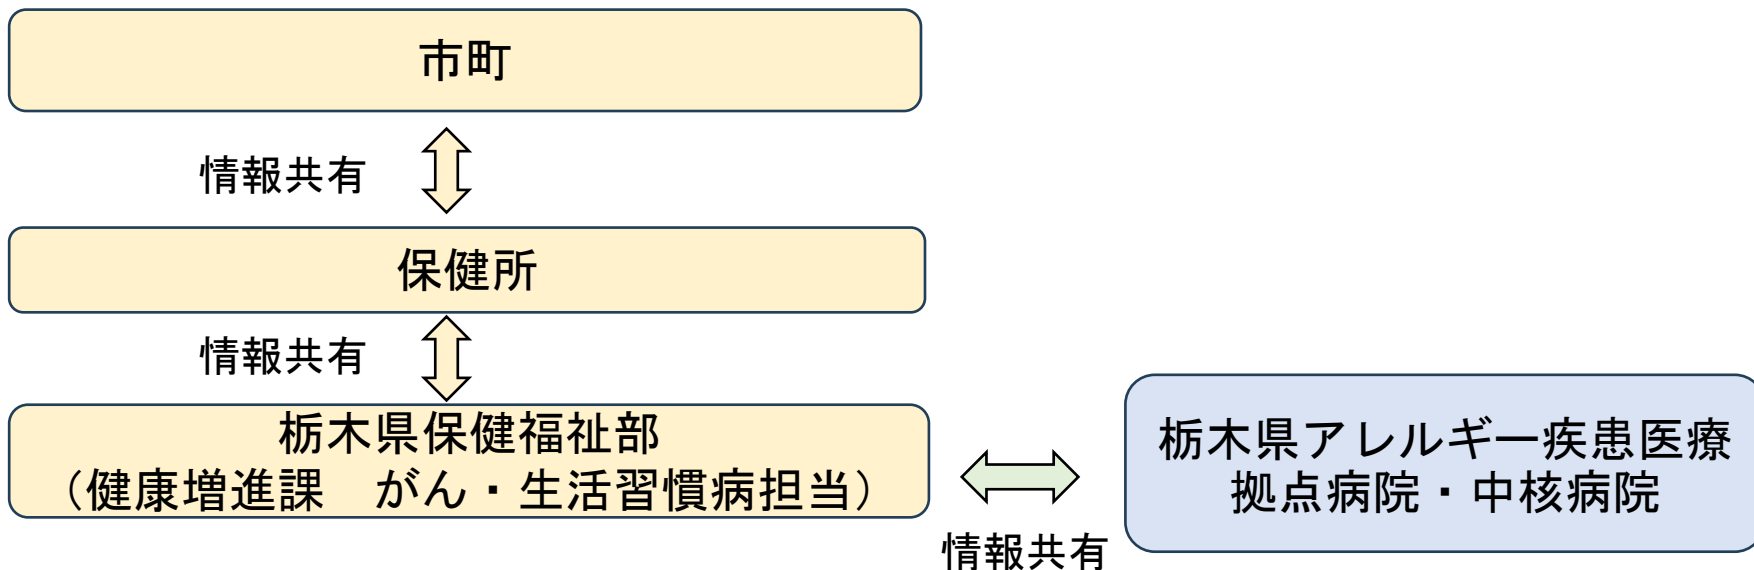 市町
情報共有
保健所
情報共有
栃木県保健福祉部
（健康増進課　がん・生活習慣病担当）
栃木県アレルギー疾患医療
拠点病院・中核病院
情報共有